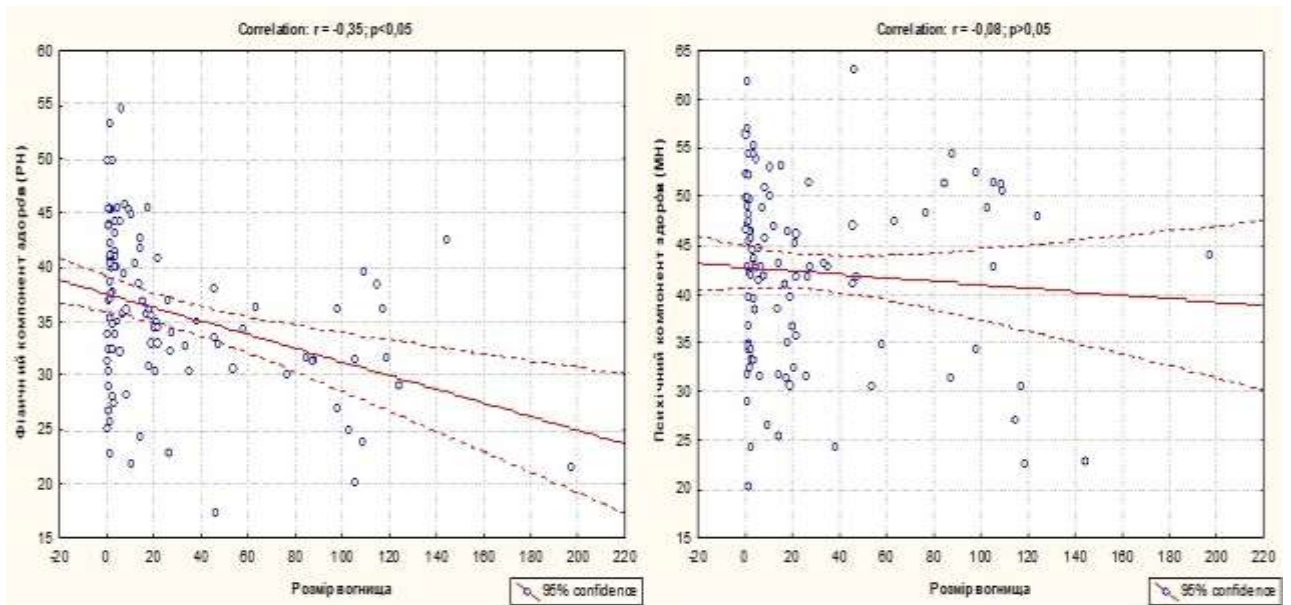 Correlation: r = -0,35; p<0,05
60
55
50
45
40
35
30
25
20
15
Фізичний компонент здоров'я (PH)
-20 0 20 40 60 80 100 120 140 160 180 200 220
Розмір вогнища
95% confidence
Correlation: r = -0,08; p>0,05
65
60
55
50
45
40
35
30
25
20
15
Психічний компонент здоров'я (MH)
-20 0 20 40 60 80 100 120 140 160 180 200 220
Розмір вогнища
95% confidence